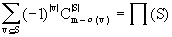 ∑(-1)^{|υ|} C^{|S|}_{m-σ(υ)} = ∏(S)
υ⊆S